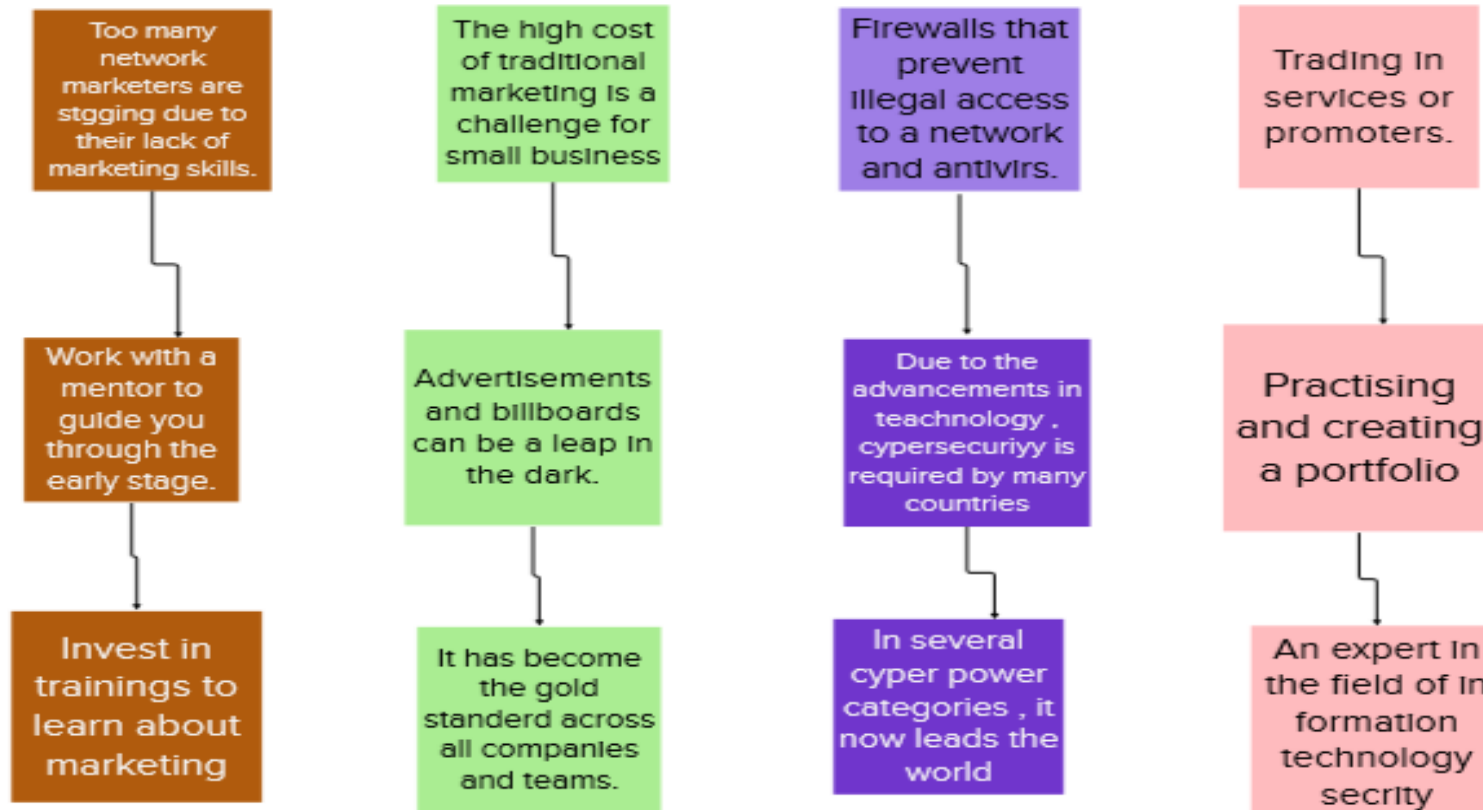 Too many
network
marketers are
stgging due to
their lack of
marketing skills.
Work with a
mentor to
guide you
through the
early stage.
Invest in
trainings to
learn about
marketing
The high cost
of traditional
marketing is a
challenge for
small business
Advertisements
and billboards
can be a leap in
the dark.
It has become
the gold
standerd across
all companies
and teams.
Firewalls that
prevent
illegal access
to a network
and antivirs.
Due to the
advancements in
teachnology ,
cypersecuriyy is
required by many
countries
In several
cyper power
categories , it
now leads the
world
Trading in
services or
promoters.
Practising
and creating
a portfolio
An expert in
the field of in
formation
technology
secrity